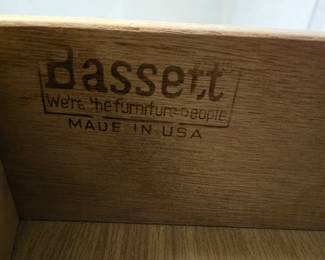 Bassett
We're the furniture people
MADE IN USA